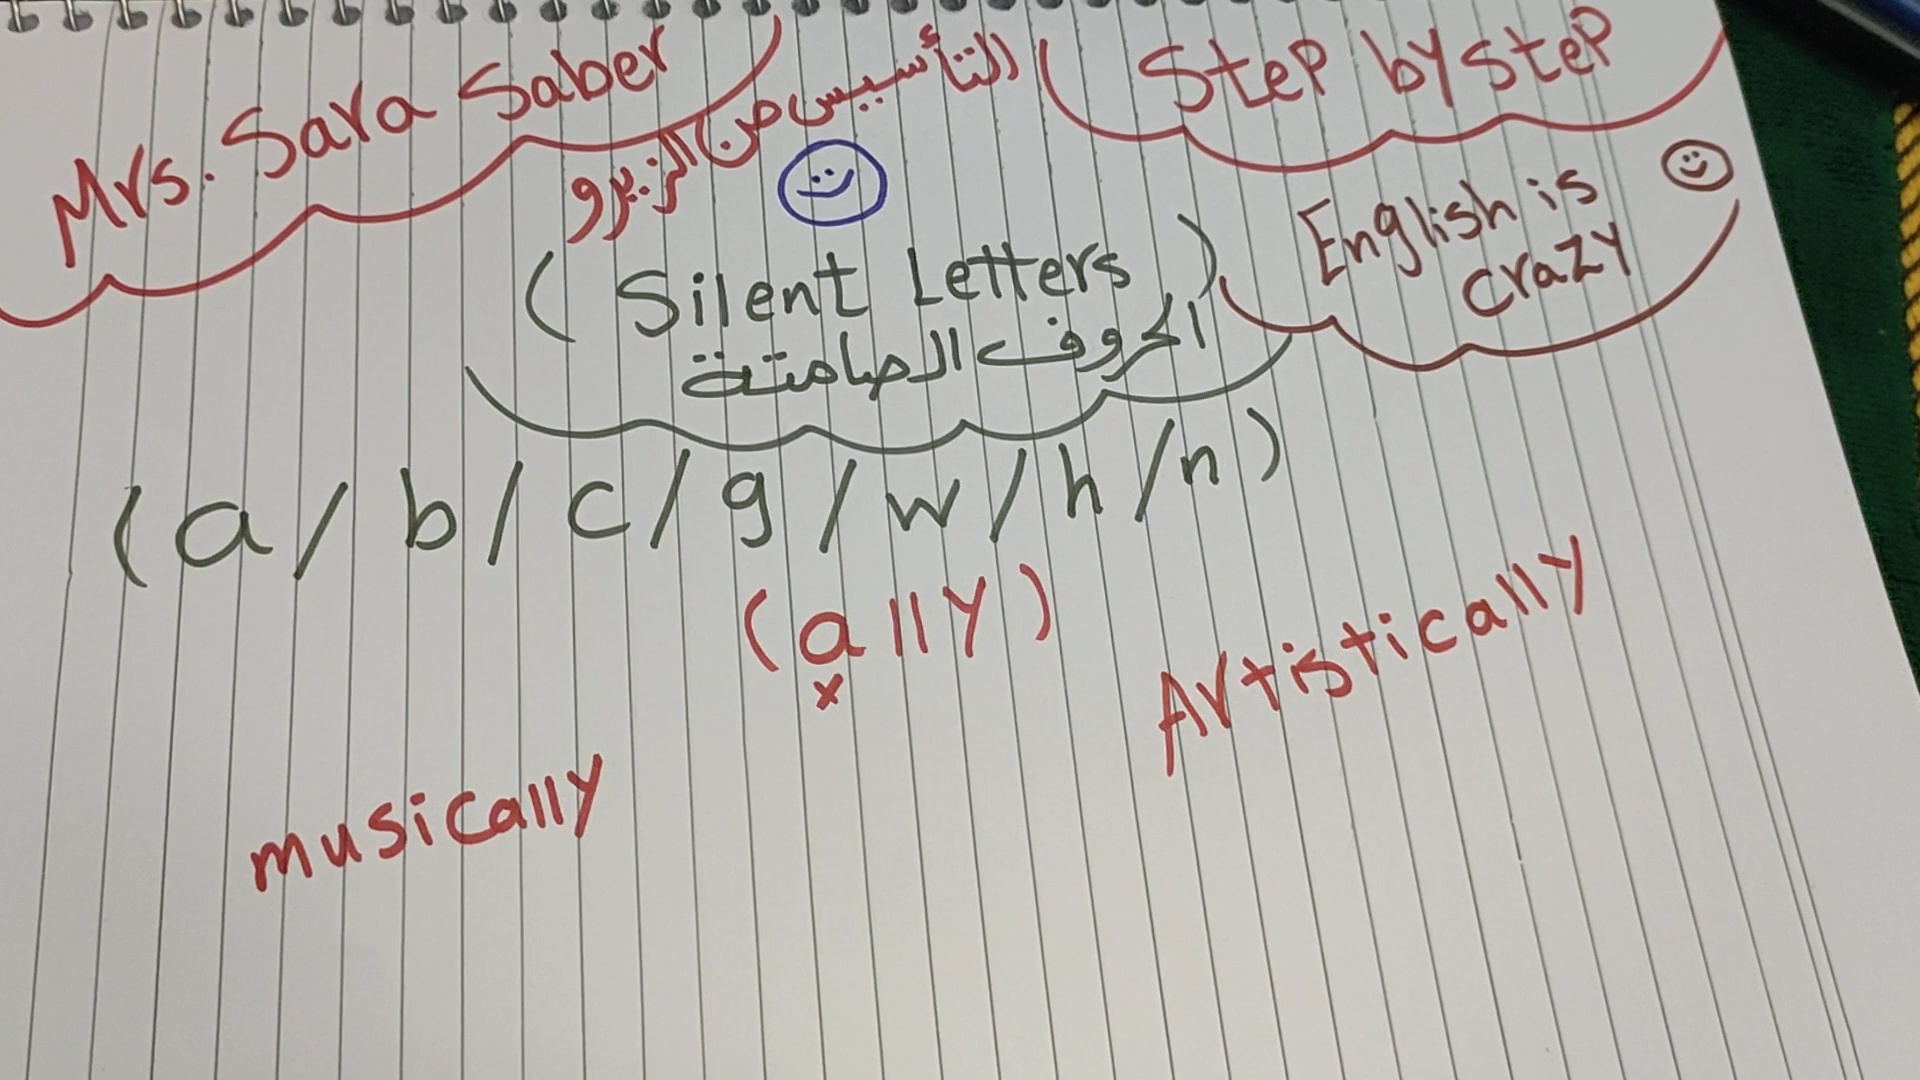 Mrs. Sara Saber
التأسيس من الزيرو
Step by step
English is
crazy
( Silent Letters )
الحروف الصامتة
( a / b / c / g / w / h / n )
( ally )
x
Artistically
musically